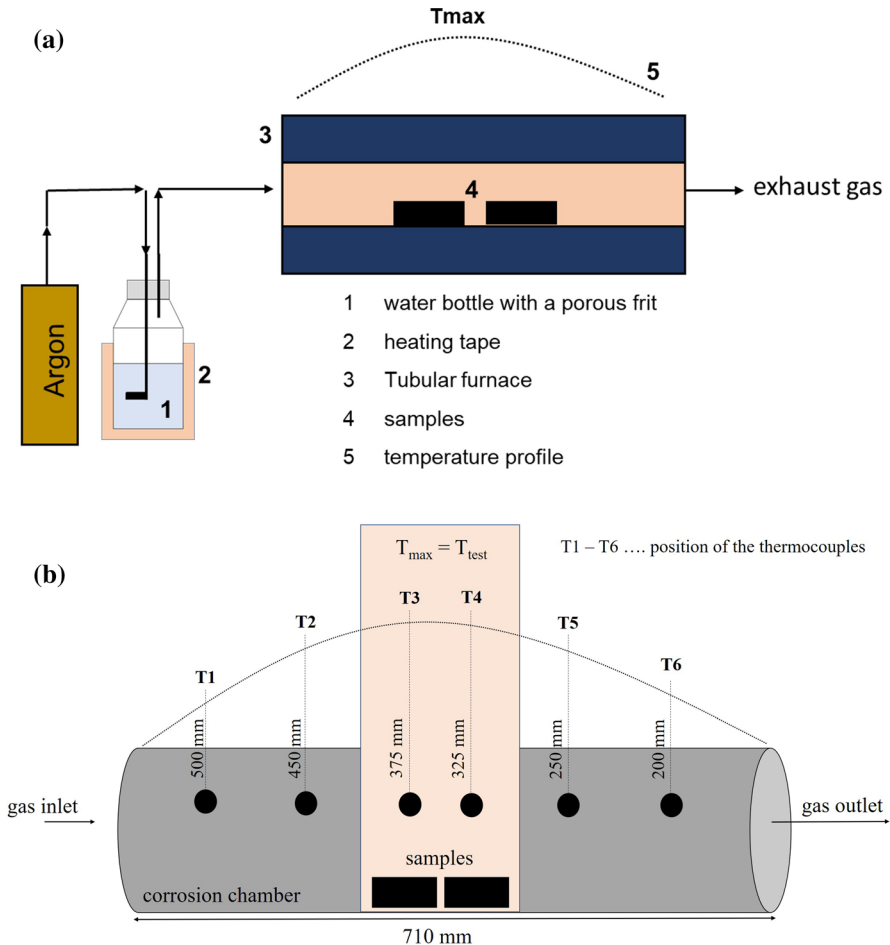 (a)
Tmax
5
3
4
exhaust gas
Argon
2
1
1 water bottle with a porous frit
2 heating tape
3 Tubular furnace
4 samples
5 temperature profile
(b)
Tmax = Ttest
T1 – T6 …. position of the thermocouples
T3 T4
T2 T5
T1 T6
500 mm
450 mm
375 mm
325 mm
250 mm
200 mm
gas inlet
gas outlet
samples
corrosion chamber
710 mm